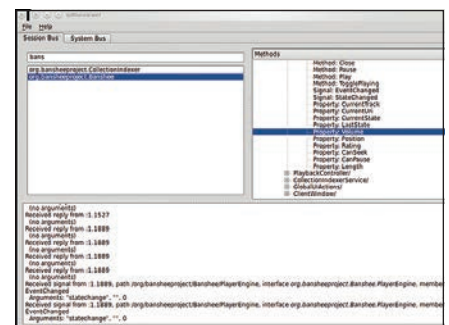 File Help
Session Bus System Bus
bans
org.bansheeproject.CollectionIndexer
org.bansheeproject.Banshee
Methods
Method: Close
Method: Pause
Method: Play
Method: TogglePlaying
Signal: EventChanged
Signal: StateChanged
Property: CurrentTrack
Property: CurrentUri
Property: CurrentState
Property: LastState
Property: Volume
Property: Position
Property: Rating
Property: CanSeek
Property: CanPause
Property: Length
PlaybackController/
CollectionIndexerService/
GlobalUIActions/
ClientWindow/
(no arguments)
Received reply from :1.1527
(no arguments)
Received reply from :1.1889
(no arguments)
Received reply from :1.1889
(no arguments)
Received reply from :1.1889
(no arguments)
Received signal from :1.1889, path /org/bansheeproject/Banshee/PlayerEngine, interface org.bansheeproject.Banshee.PlayerEngine, member
EventChanged
Arguments: "statechange", "", 0
Received signal from :1.1889, path /org/bansheeproject/Banshee/PlayerEngine, interface org.bansheeproject.Banshee.PlayerEngine, member
EventChanged
Arguments: "statechange", "", 0